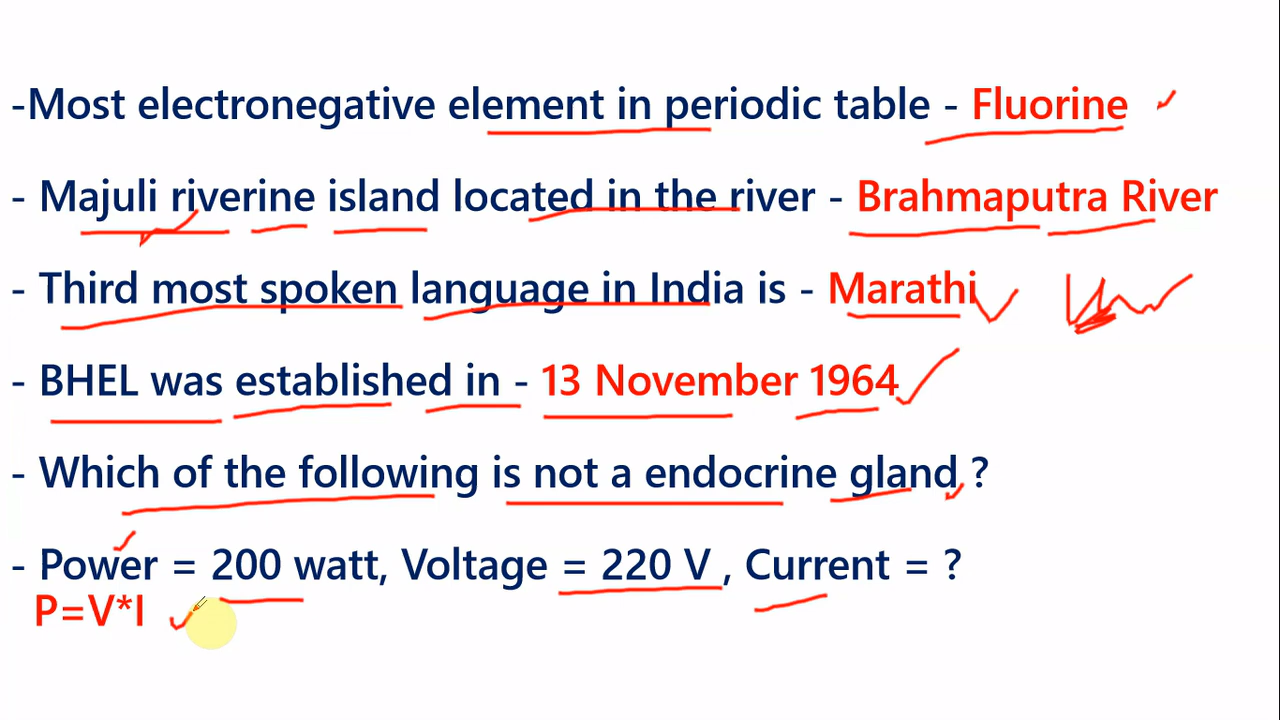 -Most electronegative element in periodic table - Fluorine
- Majuli riverine island located in the river - Brahmaputra River
- Third most spoken language in India is - Marathi
- BHEL was established in - 13 November 1964
- Which of the following is not a endocrine gland ?
- Power = 200 watt, Voltage = 220 V , Current = ?
P=V*I